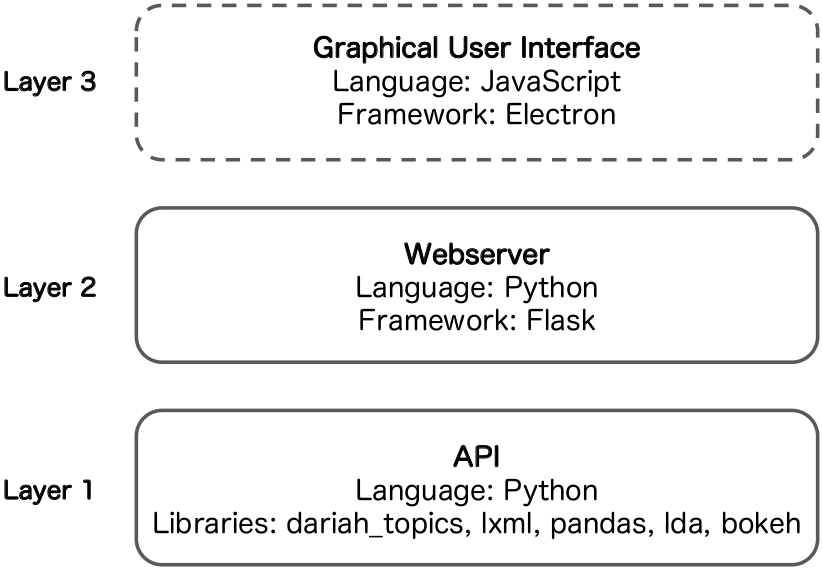 Graphical User Interface
Layer 3
Language: JavaScript
Framework: Electron
Webserver
Layer 2
Language: Python
Framework: Flask
API
Layer 1
Language: Python
Libraries: dariah_topics, lxml, pandas, lda, bokeh